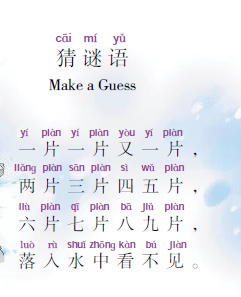 cāi mí yǔ
猜谜语
Make a Guess
yí piàn yí piàn yòu yí piàn
一片一片又一片，
liǎng piàn sān piàn sì wǔ piàn
两片三片四五片，
liù piàn qī piàn bā jiǔ piàn
六片七片八九片，
luò rù shuǐ zhōng kàn bú jiàn
落入水中看不见。